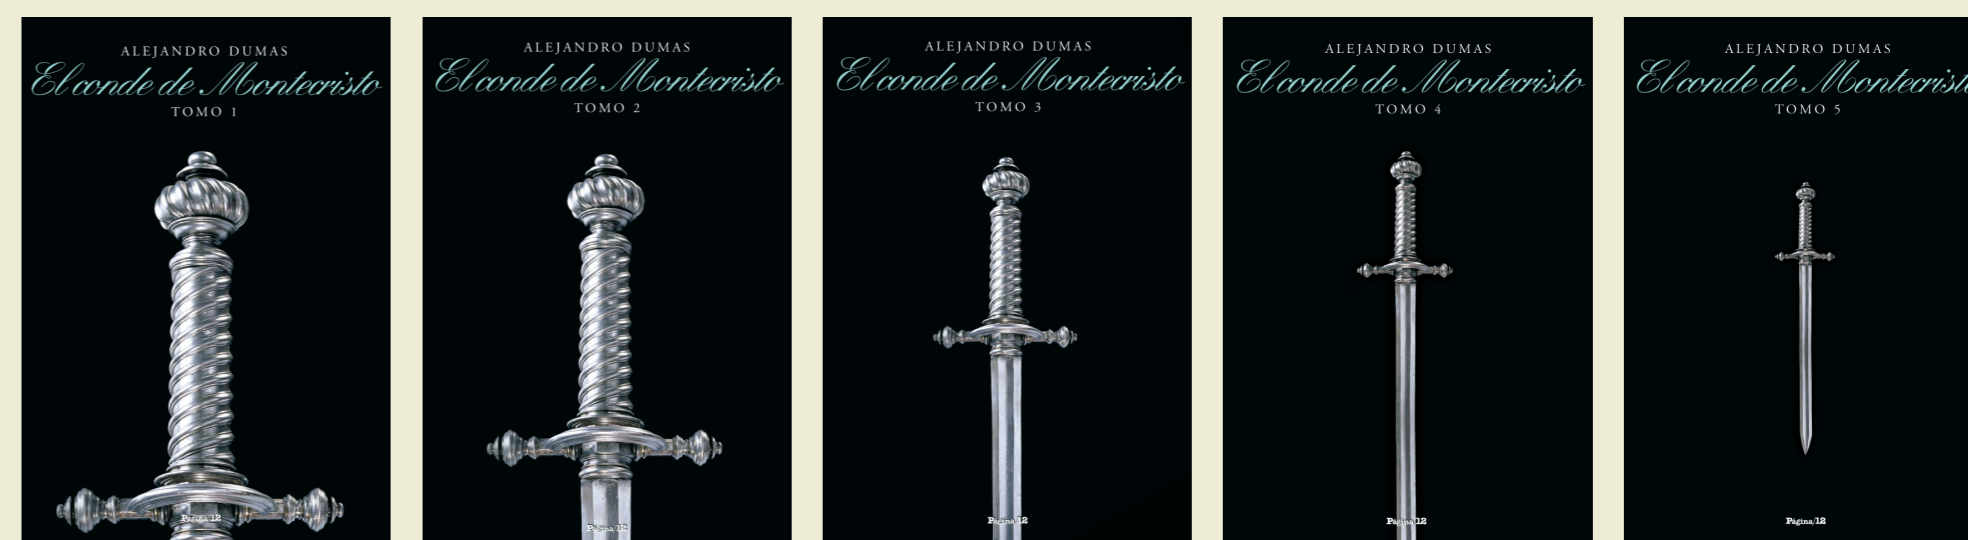 ALEJANDRO DUMAS
El conde de Montecristo
TOMO 1
Página/12
ALEJANDRO DUMAS
El conde de Montecristo
TOMO 2
Página/12
ALEJANDRO DUMAS
El conde de Montecristo
TOMO 3
Página/12
ALEJANDRO DUMAS
El conde de Montecristo
TOMO 4
Página/12
ALEJANDRO DUMAS
El conde de Montecristo
TOMO 5
Página/12